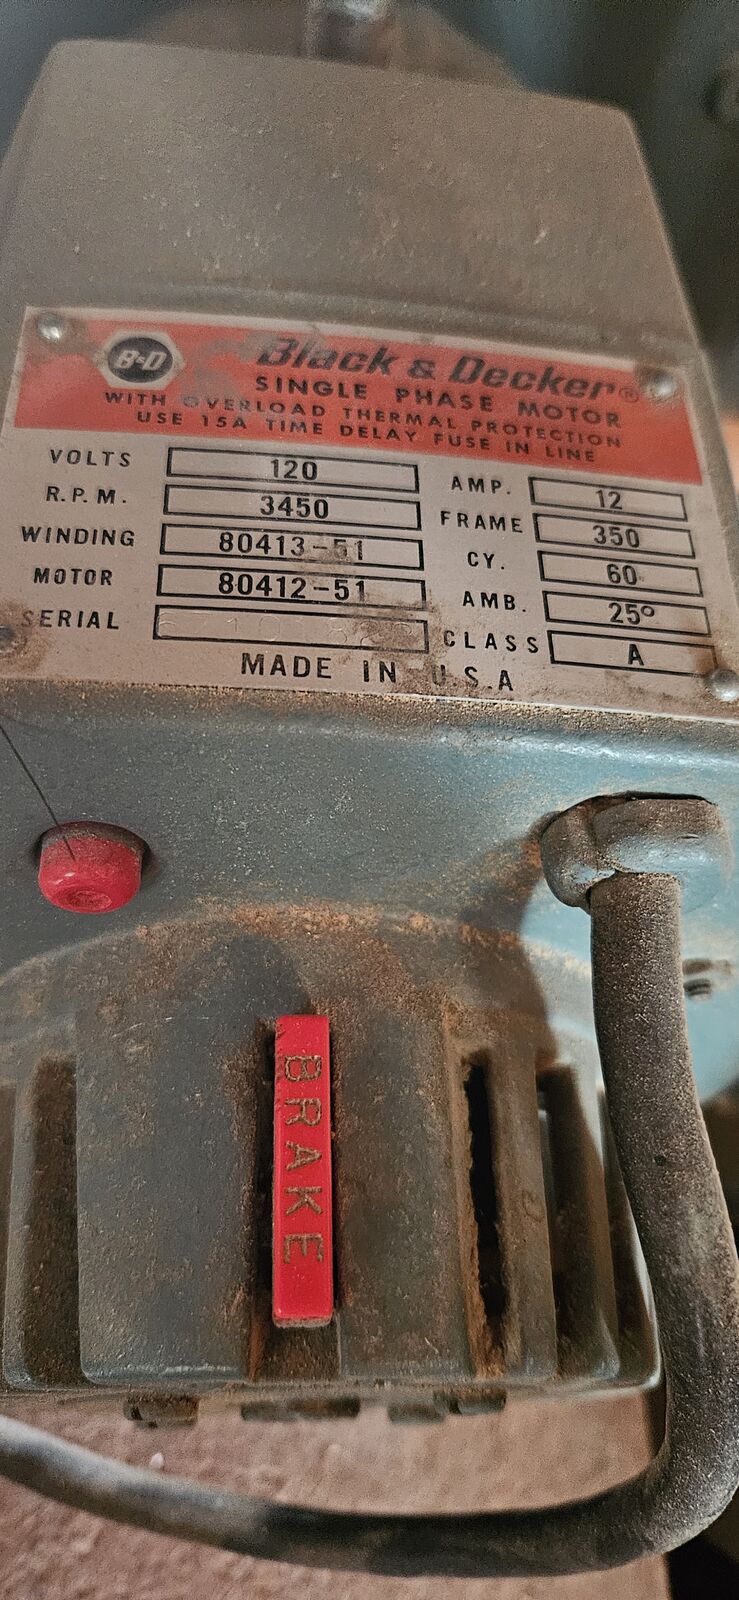 B&D Black & Decker®
SINGLE PHASE MOTOR
WITH OVERLOAD THERMAL PROTECTION
USE 15A TIME DELAY FUSE IN LINE
VOLTS 120 AMP. 12
R.P.M. 3450 FRAME 350
WINDING 80413-51 CY. 60
MOTOR 80412-51 AMB. 25°
SERIAL CLASS A
MADE IN U.S.A
BRAKE